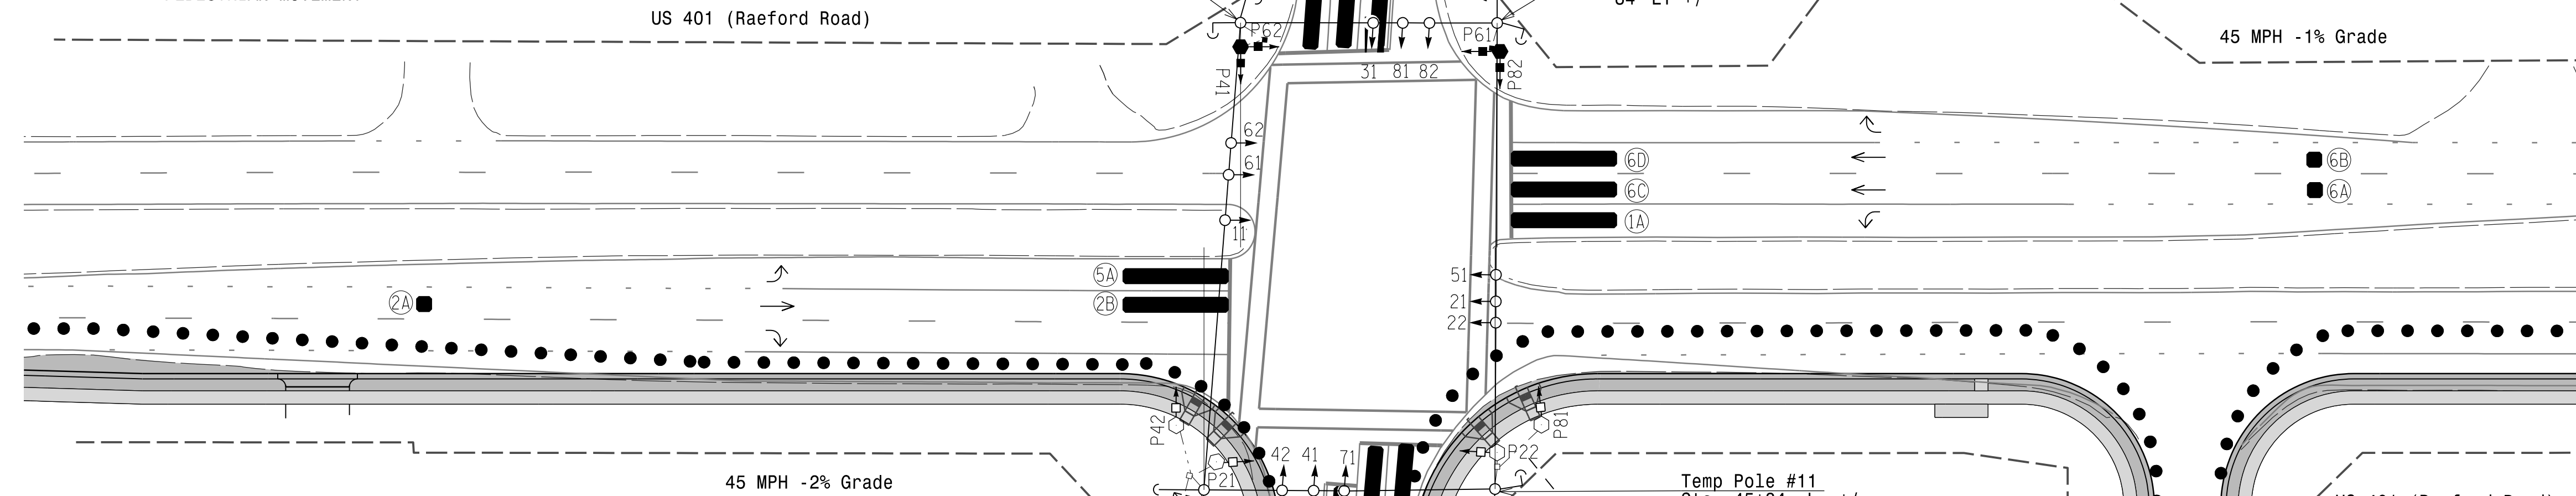 US 401 (Raeford Road)
45 MPH -1% Grade
P62
P61
P41
P82
31 81 82
62
61
11
6D
6C
1A
6B
6A
5A
2B
2A
51
21
22
P42
P81
P21
P22
42 41 71
45 MPH -2% Grade
Temp Pole #11